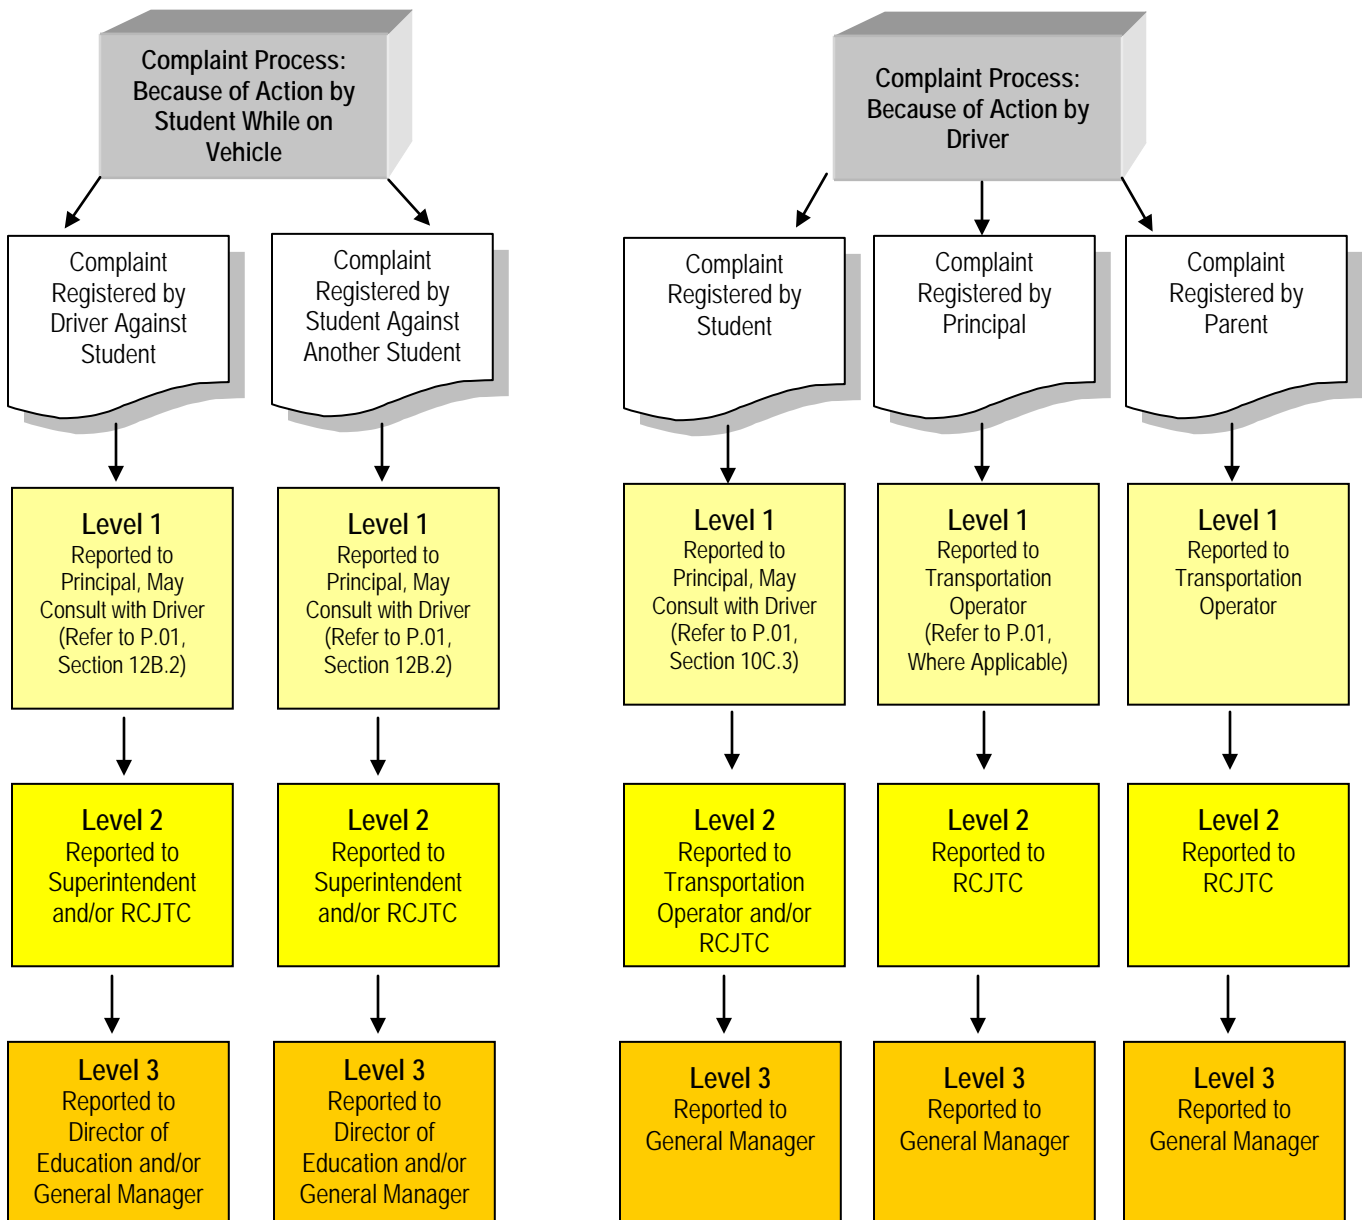 Complaint Process:
Because of Action by
Student While on
Vehicle
Complaint Process:
Because of Action by
Driver
Complaint
Registered by
Driver Against
Student
Complaint
Registered by
Student Against
Another Student
Complaint
Registered by
Student
Complaint
Registered by
Principal
Complaint
Registered by
Parent
Level 1
Reported to
Principal, May
Consult with Driver
(Refer to P.01,
Section 12B.2)
Level 1
Reported to
Principal, May
Consult with Driver
(Refer to P.01,
Section 12B.2)
Level 1
Reported to
Principal, May
Consult with Driver
(Refer to P.01,
Section 10C.3)
Level 1
Reported to
Transportation
Operator
(Refer to P.01,
Where Applicable)
Level 1
Reported to
Transportation
Operator
Level 2
Reported to
Superintendent
and/or RCJTC
Level 2
Reported to
Superintendent
and/or RCJTC
Level 2
Reported to
Transportation
Operator and/or
RCJTC
Level 2
Reported to
RCJTC
Level 2
Reported to
RCJTC
Level 3
Reported to
Director of
Education and/or
General Manager
Level 3
Reported to
Director of
Education and/or
General Manager
Level 3
Reported to
General Manager
Level 3
Reported to
General Manager
Level 3
Reported to
General Manager